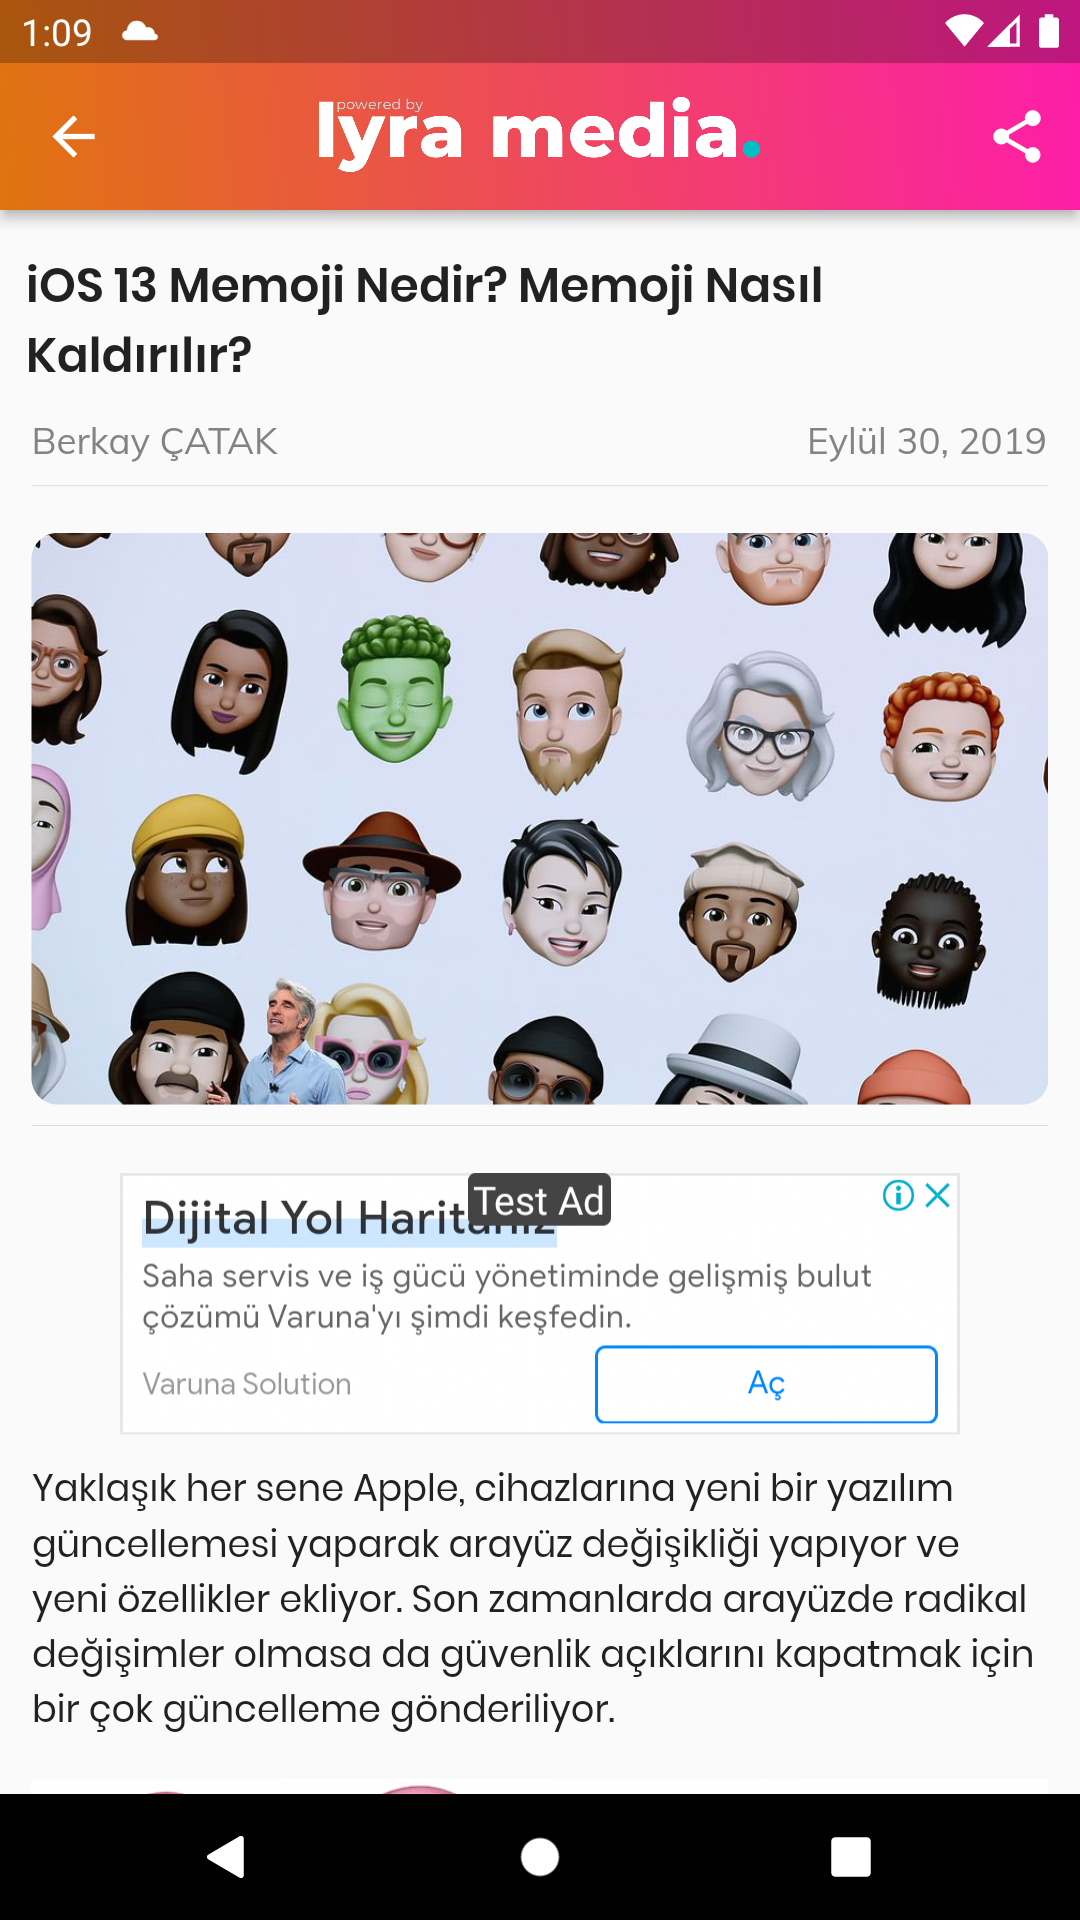 1:09
powered by
lyra media.
iOS 13 Memoji Nedir? Memoji Nasıl
Kaldırılır?
Berkay ÇATAK
Eylül 30, 2019
Test Ad
Dijital Yol Haritanız
Saha servis ve iş gücü yönetiminde gelişmiş bulut
çözümü Varuna'yı şimdi keşfedin.
Varuna Solution
Aç
Yaklaşık her sene Apple, cihazlarına yeni bir yazılım
güncellemesi yaparak arayüz değişikliği yapıyor ve
yeni özellikler ekliyor. Son zamanlarda arayüzde radikal
değişimler olmasa da güvenlik açıklarını kapatmak için
bir çok güncelleme gönderiliyor.